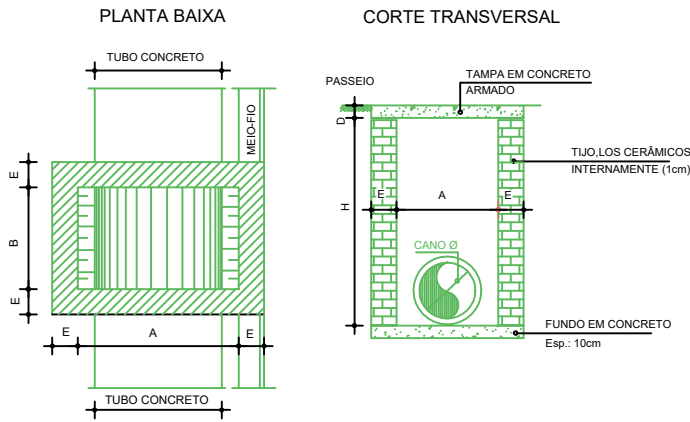 PLANTA BAIXA
TUBO CONCRETO
MEIO-FIO
E
B
E
E
A
E
TUBO CONCRETO
CORTE TRANSVERSAL
PASSEIO
TAMPA EM CONCRETO
ARMADO
D
TIJO,LOS CERÂMICOS
INTERNAMENTE (1cm)
E
A
E
H
CANO Ø
FUNDO EM CONCRETO
Esp.: 10cm